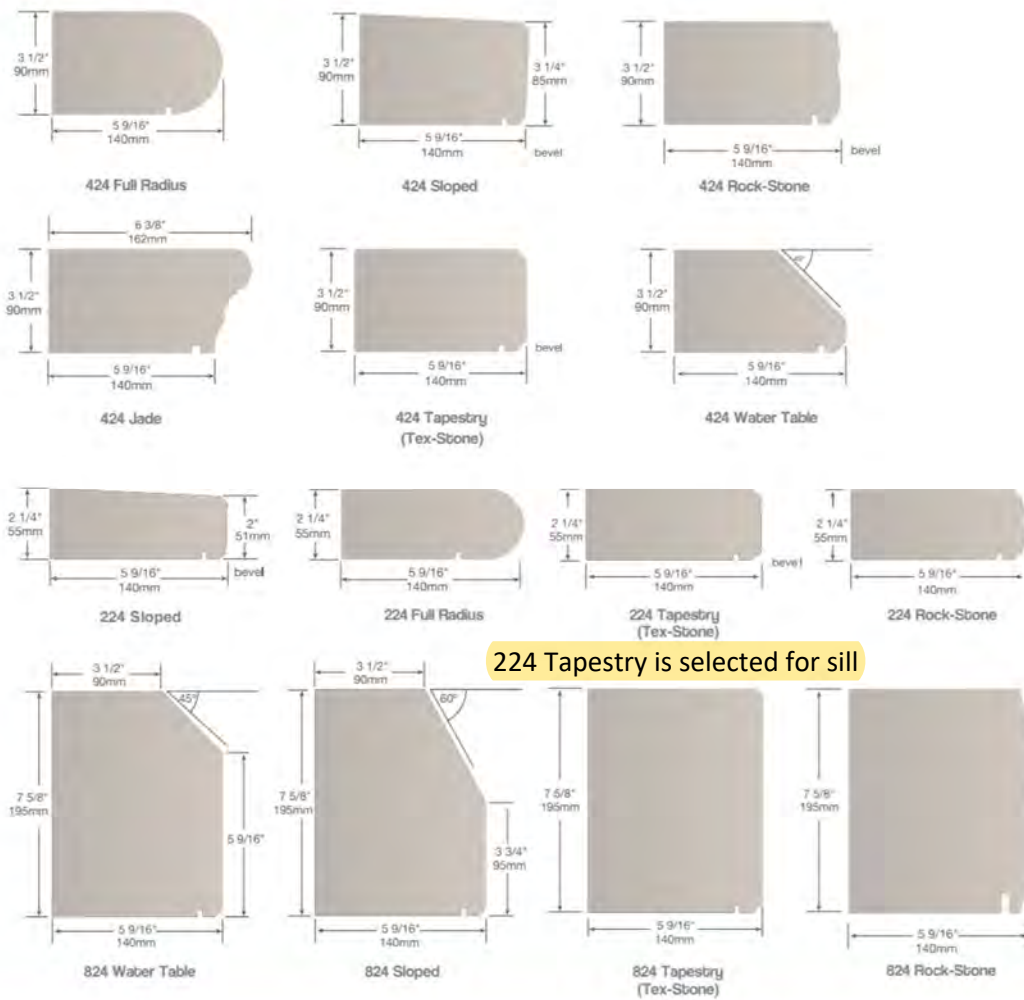 3 1/2"
90mm
5 9/16"
140mm
424 Full Radius
3 1/2"
90mm
3 1/4"
85mm
5 9/16"
140mm
bevel
424 Sloped
3 1/2"
90mm
5 9/16"
140mm
bevel
424 Rock-Stone
6 3/8"
162mm
3 1/2"
90mm
5 9/16"
140mm
424 Jade
3 1/2"
90mm
bevel
5 9/16"
140mm
424 Tapestry
(Tex-Stone)
3 1/2"
90mm
5 9/16"
140mm
424 Water Table
2 1/4"
55mm
2"
51mm
bevel
5 9/16"
140mm
224 Sloped
2 1/4"
55mm
5 9/16"
140mm
224 Full Radius
2 1/4"
55mm
bevel
5 9/16"
140mm
224 Tapestry
(Tex-Stone)
2 1/4"
55mm
5 9/16"
140mm
224 Rock-Stone
224 Tapestry is selected for sill
3 1/2"
90mm
45°
7 5/8"
195mm
5 9/16"
5 9/16"
140mm
824 Water Table
3 1/2"
90mm
60°
7 5/8"
195mm
3 3/4"
95mm
5 9/16"
140mm
824 Sloped
7 5/8"
195mm
5 9/16"
140mm
824 Tapestry
(Tex-Stone)
7 5/8"
195mm
5 9/16"
140mm
824 Rock-Stone